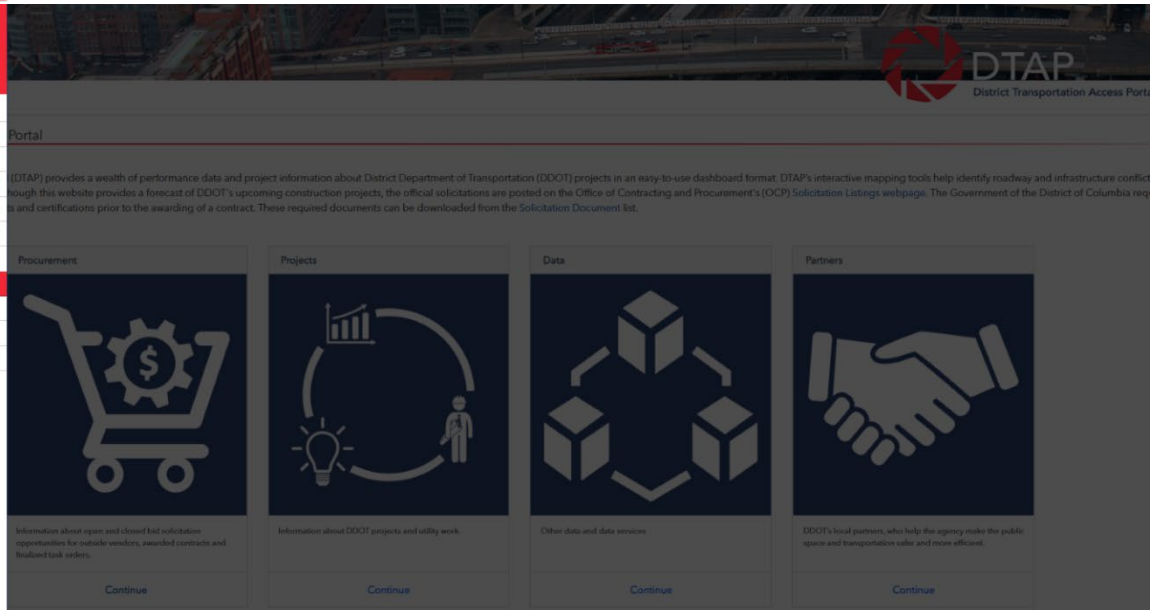 DTAP
District Transportation Access Porta
Portal
(DTAP) provides a wealth of performance data and project information about District Department of Transportation (DDOT) projects in an easy-to-use dashboard format. DTAP's interactive mapping tools help identify roadway and infrastructure conflict
hough this website provides a forecast of DDOT's upcoming construction projects, the official solicitations are posted on the Office of Contracting and Procurement's (OCP) Solicitation Listings webpage. The Government of the District of Columbia req
ts and certifications prior to the awarding of a contract. These required documents can be downloaded from the Solicitation Document list.
Procurement
Projects
Data
Partners
$
Information about open and closed bid solicitation
opportunities for outside vendors, awarded contracts and
finalized task orders.
Information about DDOT projects and utility work.
Other data and data services
DDOT's local partners, who help the agency make the public
space and transportation safer and more efficient.
Continue
Continue
Continue
Continue